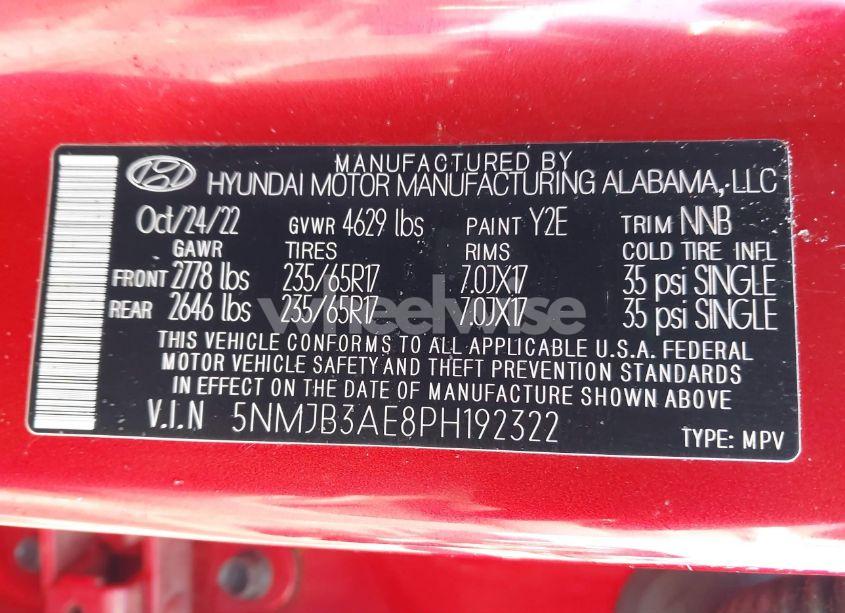 MANUFACTURED BY
HYUNDAI MOTOR MANUFACTURING ALABAMA, LLC
Oct/24/22 GVWR 4629 lbs PAINT Y2E TRIM NNB
GAWR TIRES RIMS COLD TIRE INFL
FRONT 2778 lbs 235/65R17 7.0JX17 35 psi SINGLE
REAR 2646 lbs 235/65R17 7.0JX17 35 psi SINGLE
wheelwise
THIS VEHICLE CONFORMS TO ALL APPLICABLE U.S.A. FEDERAL
MOTOR VEHICLE SAFETY AND THEFT PREVENTION STANDARDS
IN EFFECT ON THE DATE OF MANUFACTURE SHOWN ABOVE
V.I.N 5NMJB3AE8PH192322
TYPE: MPV